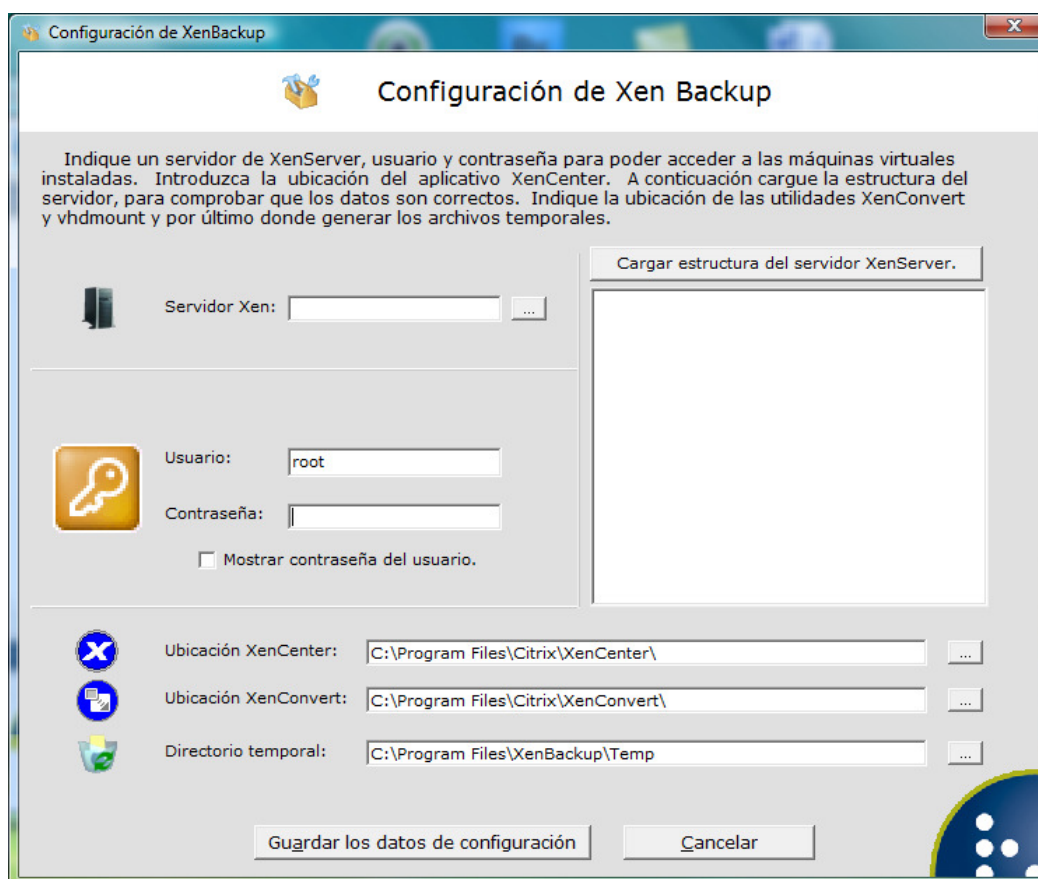 Configuración de XenBackup
Configuración de Xen Backup
Indique un servidor de XenServer, usuario y contraseña para poder acceder a las máquinas virtuales
instaladas. Introduzca la ubicación del aplicativo XenCenter. A conticuación cargue la estructura del
servidor, para comprobar que los datos son correctos. Indique la ubicación de las utilidades XenConvert
y vhdmount y por último donde generar los archivos temporales.
Servidor Xen:
...
Cargar estructura del servidor XenServer.
Usuario:
root
Contraseña:
Mostrar contraseña del usuario.
Ubicación XenCenter:
C:\Program Files\Citrix\XenCenter\
...
Ubicación XenConvert:
C:\Program Files\Citrix\XenConvert\
...
Directorio temporal:
C:\Program Files\XenBackup\Temp
...
Guardar los datos de configuración
Cancelar